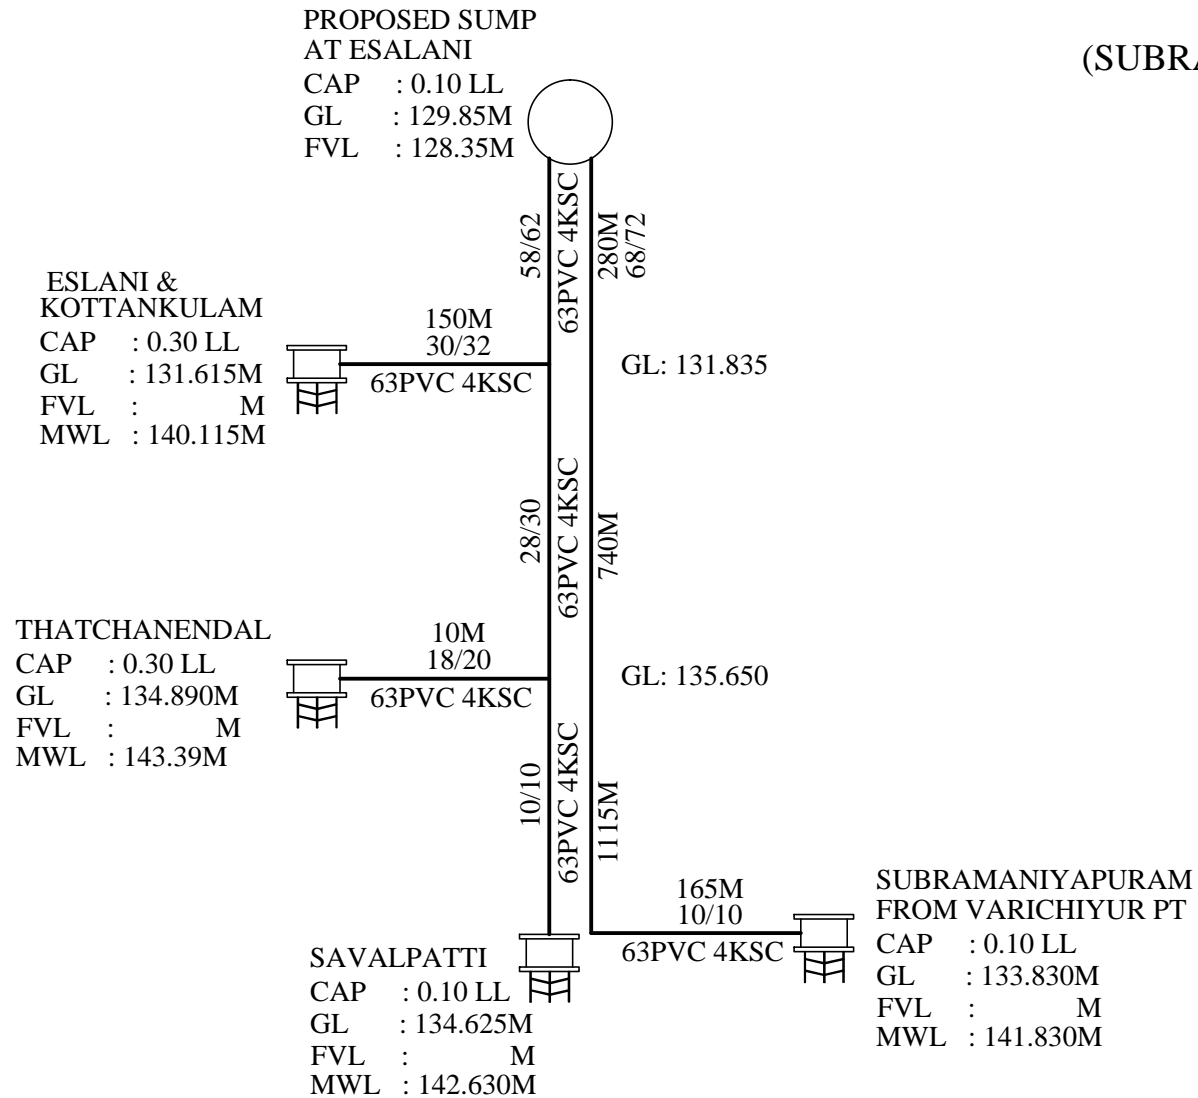 PROPOSED SUMP
AT ESALANI
CAP : 0.10 LL
GL : 129.85M
FVL : 128.35M
(SUBRA
58/62
63PVC 4KSC
280M
68/72
ESLANI &
KOTTANKULAM
CAP : 0.30 LL
GL : 131.615M
FVL : M
MWL : 140.115M
150M
30/32
63PVC 4KSC
GL: 131.835
28/30
63PVC 4KSC
740M
THATCHANENDAL
CAP : 0.30 LL
GL : 134.890M
FVL : M
MWL : 143.39M
10M
18/20
63PVC 4KSC
GL: 135.650
10/10
63PVC 4KSC
1115M
165M
10/10
63PVC 4KSC
SUBRAMANIYAPURAM
FROM VARICHIYUR PT
CAP : 0.10 LL
GL : 133.830M
FVL : M
MWL : 141.830M
SAVALPATTI
CAP : 0.10 LL
GL : 134.625M
FVL : M
MWL : 142.630M